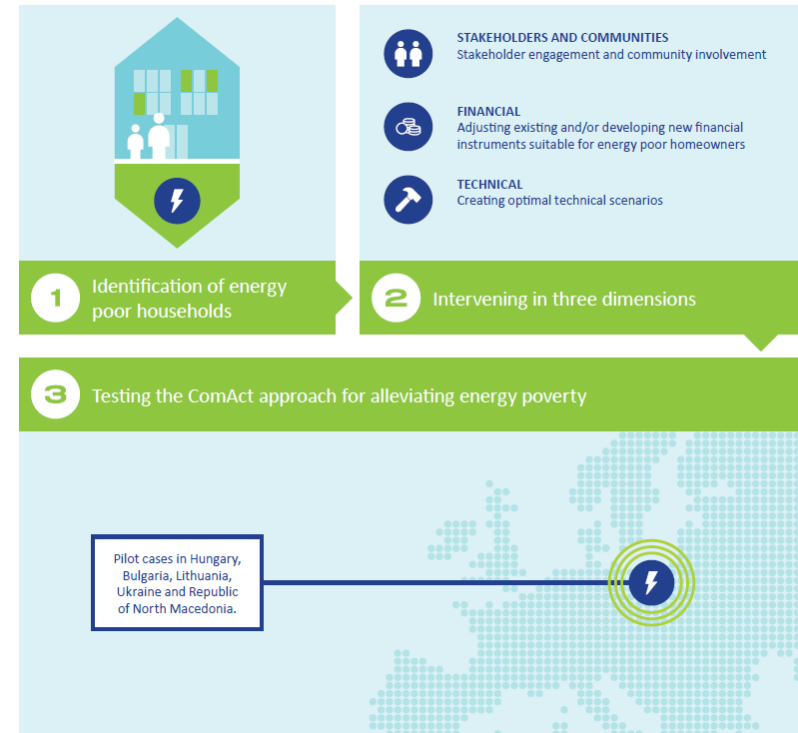 STAKEHOLDERS AND COMMUNITIES
Stakeholder engagement and community involvement
FINANCIAL
Adjusting existing and/or developing new financial
instruments suitable for energy poor homeowners
TECHNICAL
Creating optimal technical scenarios
1
Identification of energy
poor households
2
Intervening in three dimensions
3
Testing the ComAct approach for alleviating energy poverty
Pilot cases in Hungary,
Bulgaria, Lithuania,
Ukraine and Republic
of North Macedonia.